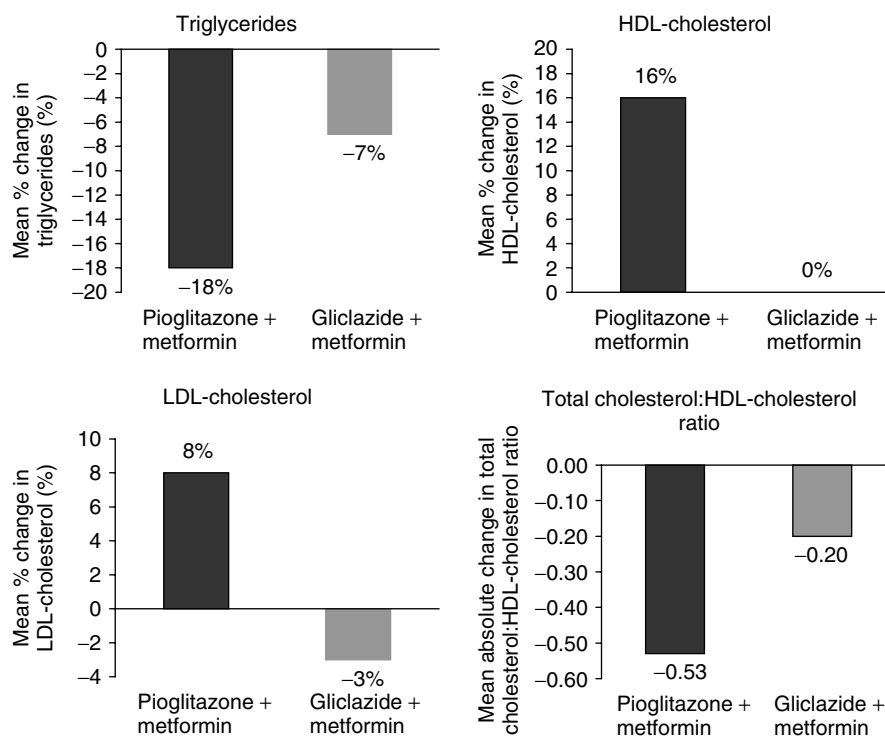 Triglycerides
Mean % change in
triglycerides (%)
0
−2
−4
−6
−8
−10
−12
−14
−16
−18
−20
−18%
−7%
Pioglitazone +
metformin
Gliclazide +
metformin
HDL-cholesterol
Mean % change in
HDL-cholesterol (%)
20
18
16
14
12
10
8
6
4
2
0
16%
0%
Pioglitazone +
metformin
Gliclazide +
metformin
LDL-cholesterol
Mean % change in
LDL-cholesterol (%)
10
8
6
4
2
0
−2
−4
8%
−3%
Pioglitazone +
metformin
Gliclazide +
metformin
Total cholesterol:HDL-cholesterol
ratio
Mean absolute change in total
cholesterol:HDL-cholesterol ratio
0.00
−0.10
−0.20
−0.30
−0.40
−0.50
−0.60
−0.53
−0.20
Pioglitazone +
metformin
Gliclazide +
metformin